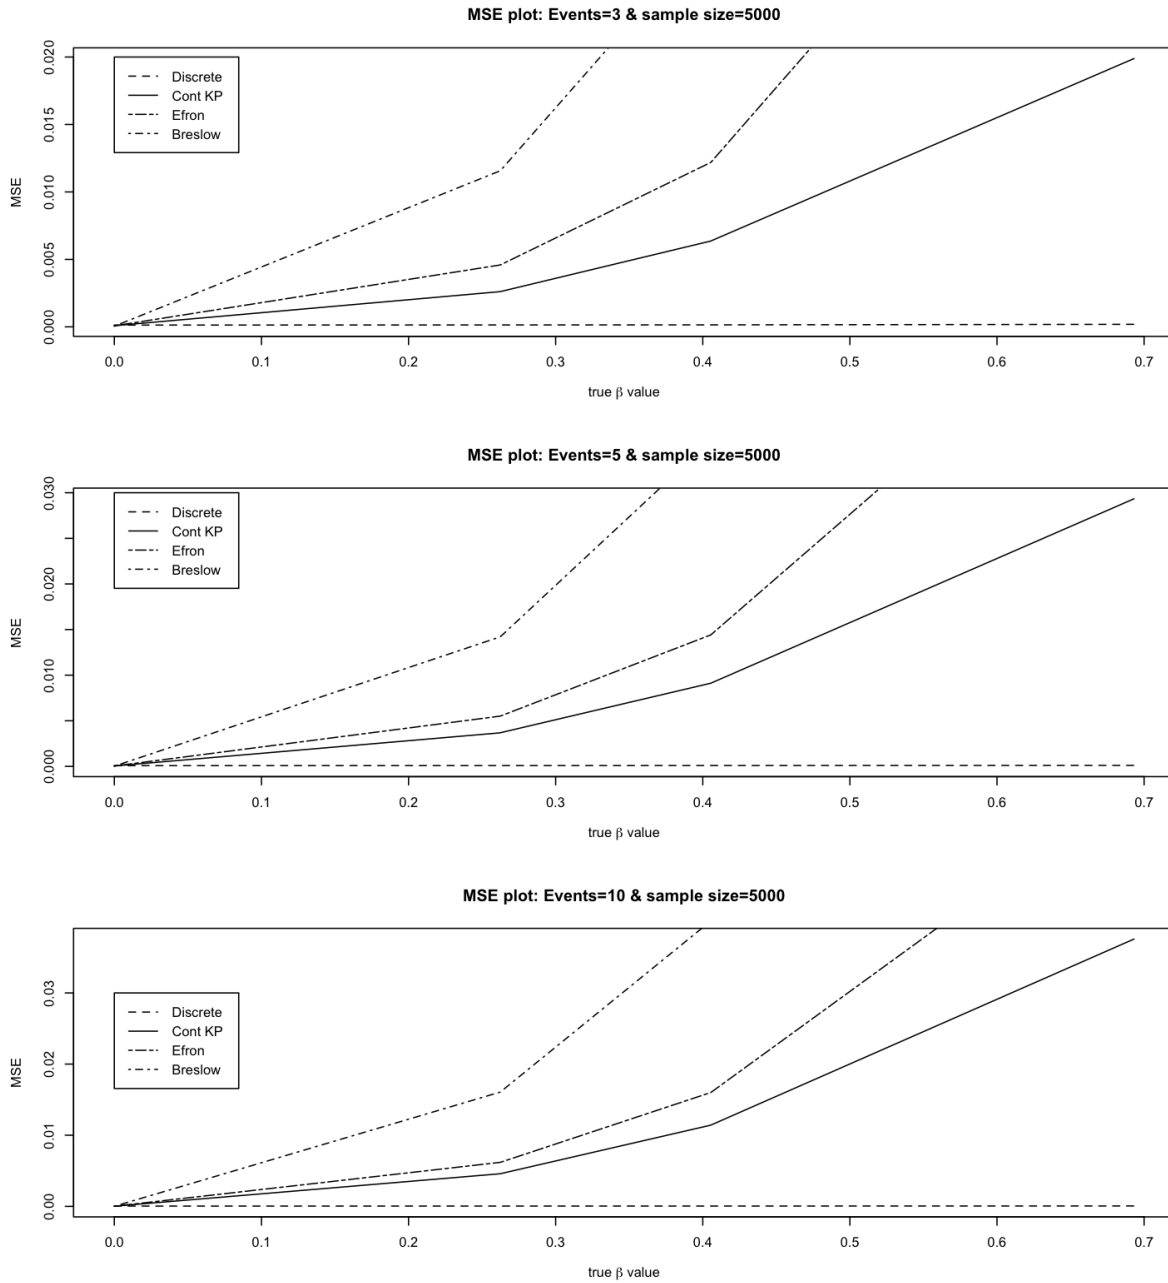 MSE plot: Events=3 & sample size=5000
0.020
0.015
0.010
0.005
0.000
MSE
Discrete
Cont KP
Efron
Breslow
0.0 0.1 0.2 0.3 0.4 0.5 0.6 0.7
true β value
MSE plot: Events=5 & sample size=5000
0.030
0.020
0.010
0.000
MSE
Discrete
Cont KP
Efron
Breslow
0.0 0.1 0.2 0.3 0.4 0.5 0.6 0.7
true β value
MSE plot: Events=10 & sample size=5000
0.03
0.02
0.01
0.00
MSE
Discrete
Cont KP
Efron
Breslow
0.0 0.1 0.2 0.3 0.4 0.5 0.6 0.7
true β value